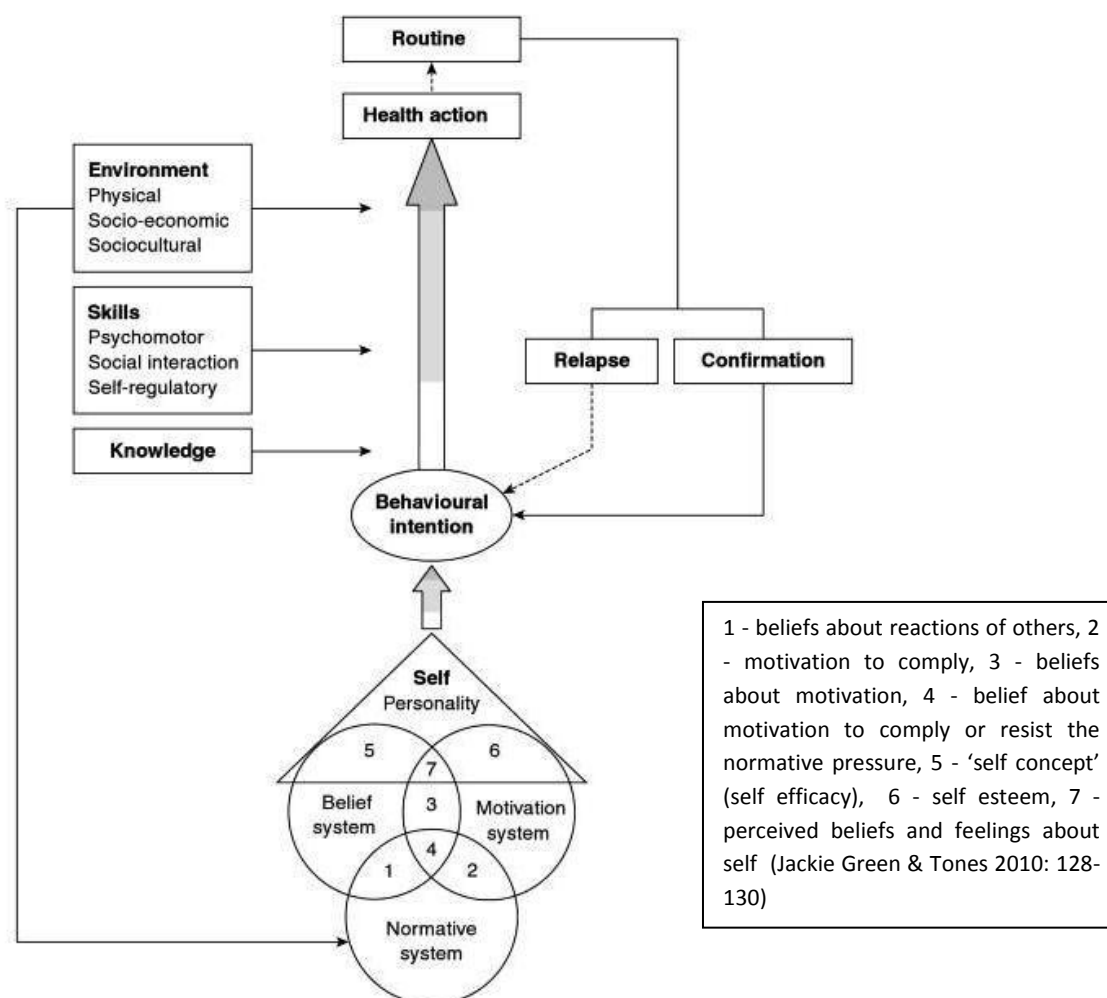 Routine
Health action
Environment
Physical
Socio-economic
Sociocultural
Skills
Psychomotor
Social interaction
Self-regulatory
Knowledge
Relapse
Confirmation
Behavioural
intention
Self
Personality
5
6
7
Belief
system
3
Motivation
system
4
1
2
Normative
system
1 - beliefs about reactions of others, 2
- motivation to comply, 3 - beliefs
about motivation, 4 - belief about
motivation to comply or resist the
normative pressure, 5 - ‘self concept’
(self efficacy), 6 - self esteem, 7 -
perceived beliefs and feelings about
self (Jackie Green & Tones 2010: 128-
130)